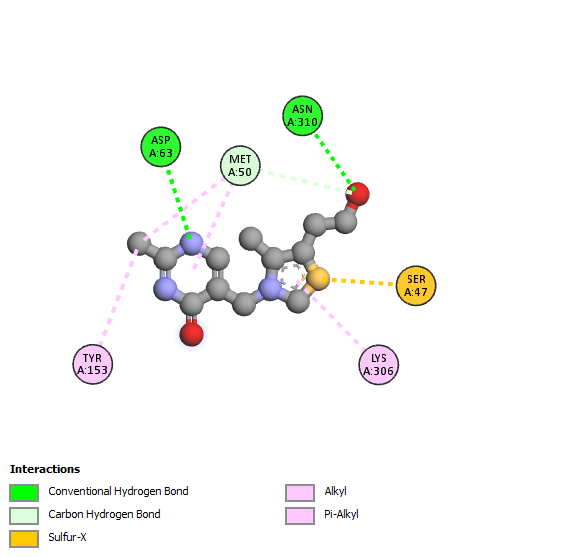 ASN
A:310
ASP
A:63
MET
A:50
SER
A:47
TYR
A:153
LYS
A:306
Interactions
Conventional Hydrogen Bond
Carbon Hydrogen Bond
Sulfur-X
Alkyl
Pi-Alkyl